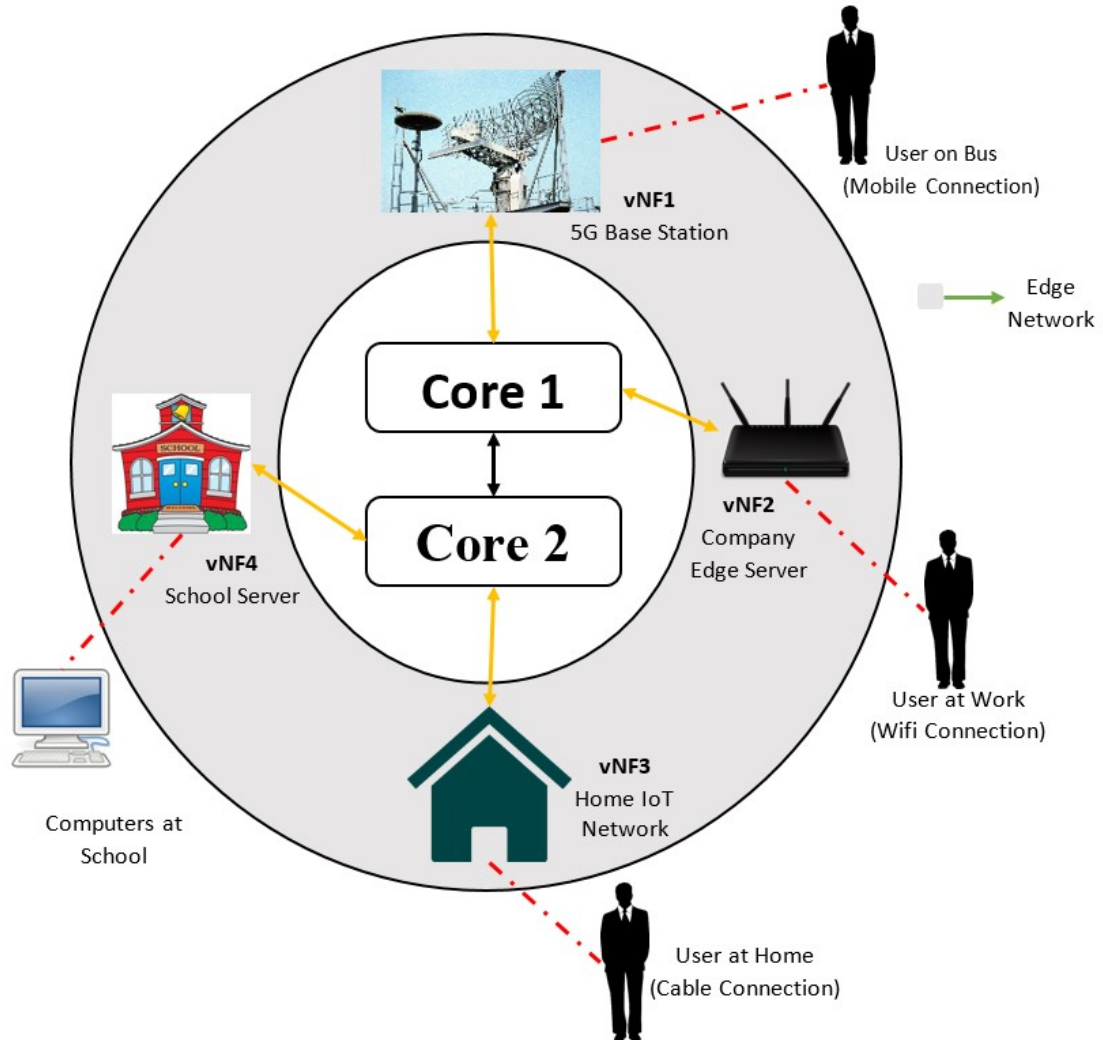 User on Bus
(Mobile Connection)
vNF1
5G Base Station
Edge
Network
Core 1
SCHOOL
WELCOME
vNF4
School Server
Core 2
vNF2
Company
Edge Server
User at Work
(Wifi Connection)
vNF3
Home IoT
Network
Computers at
School
User at Home
(Cable Connection)